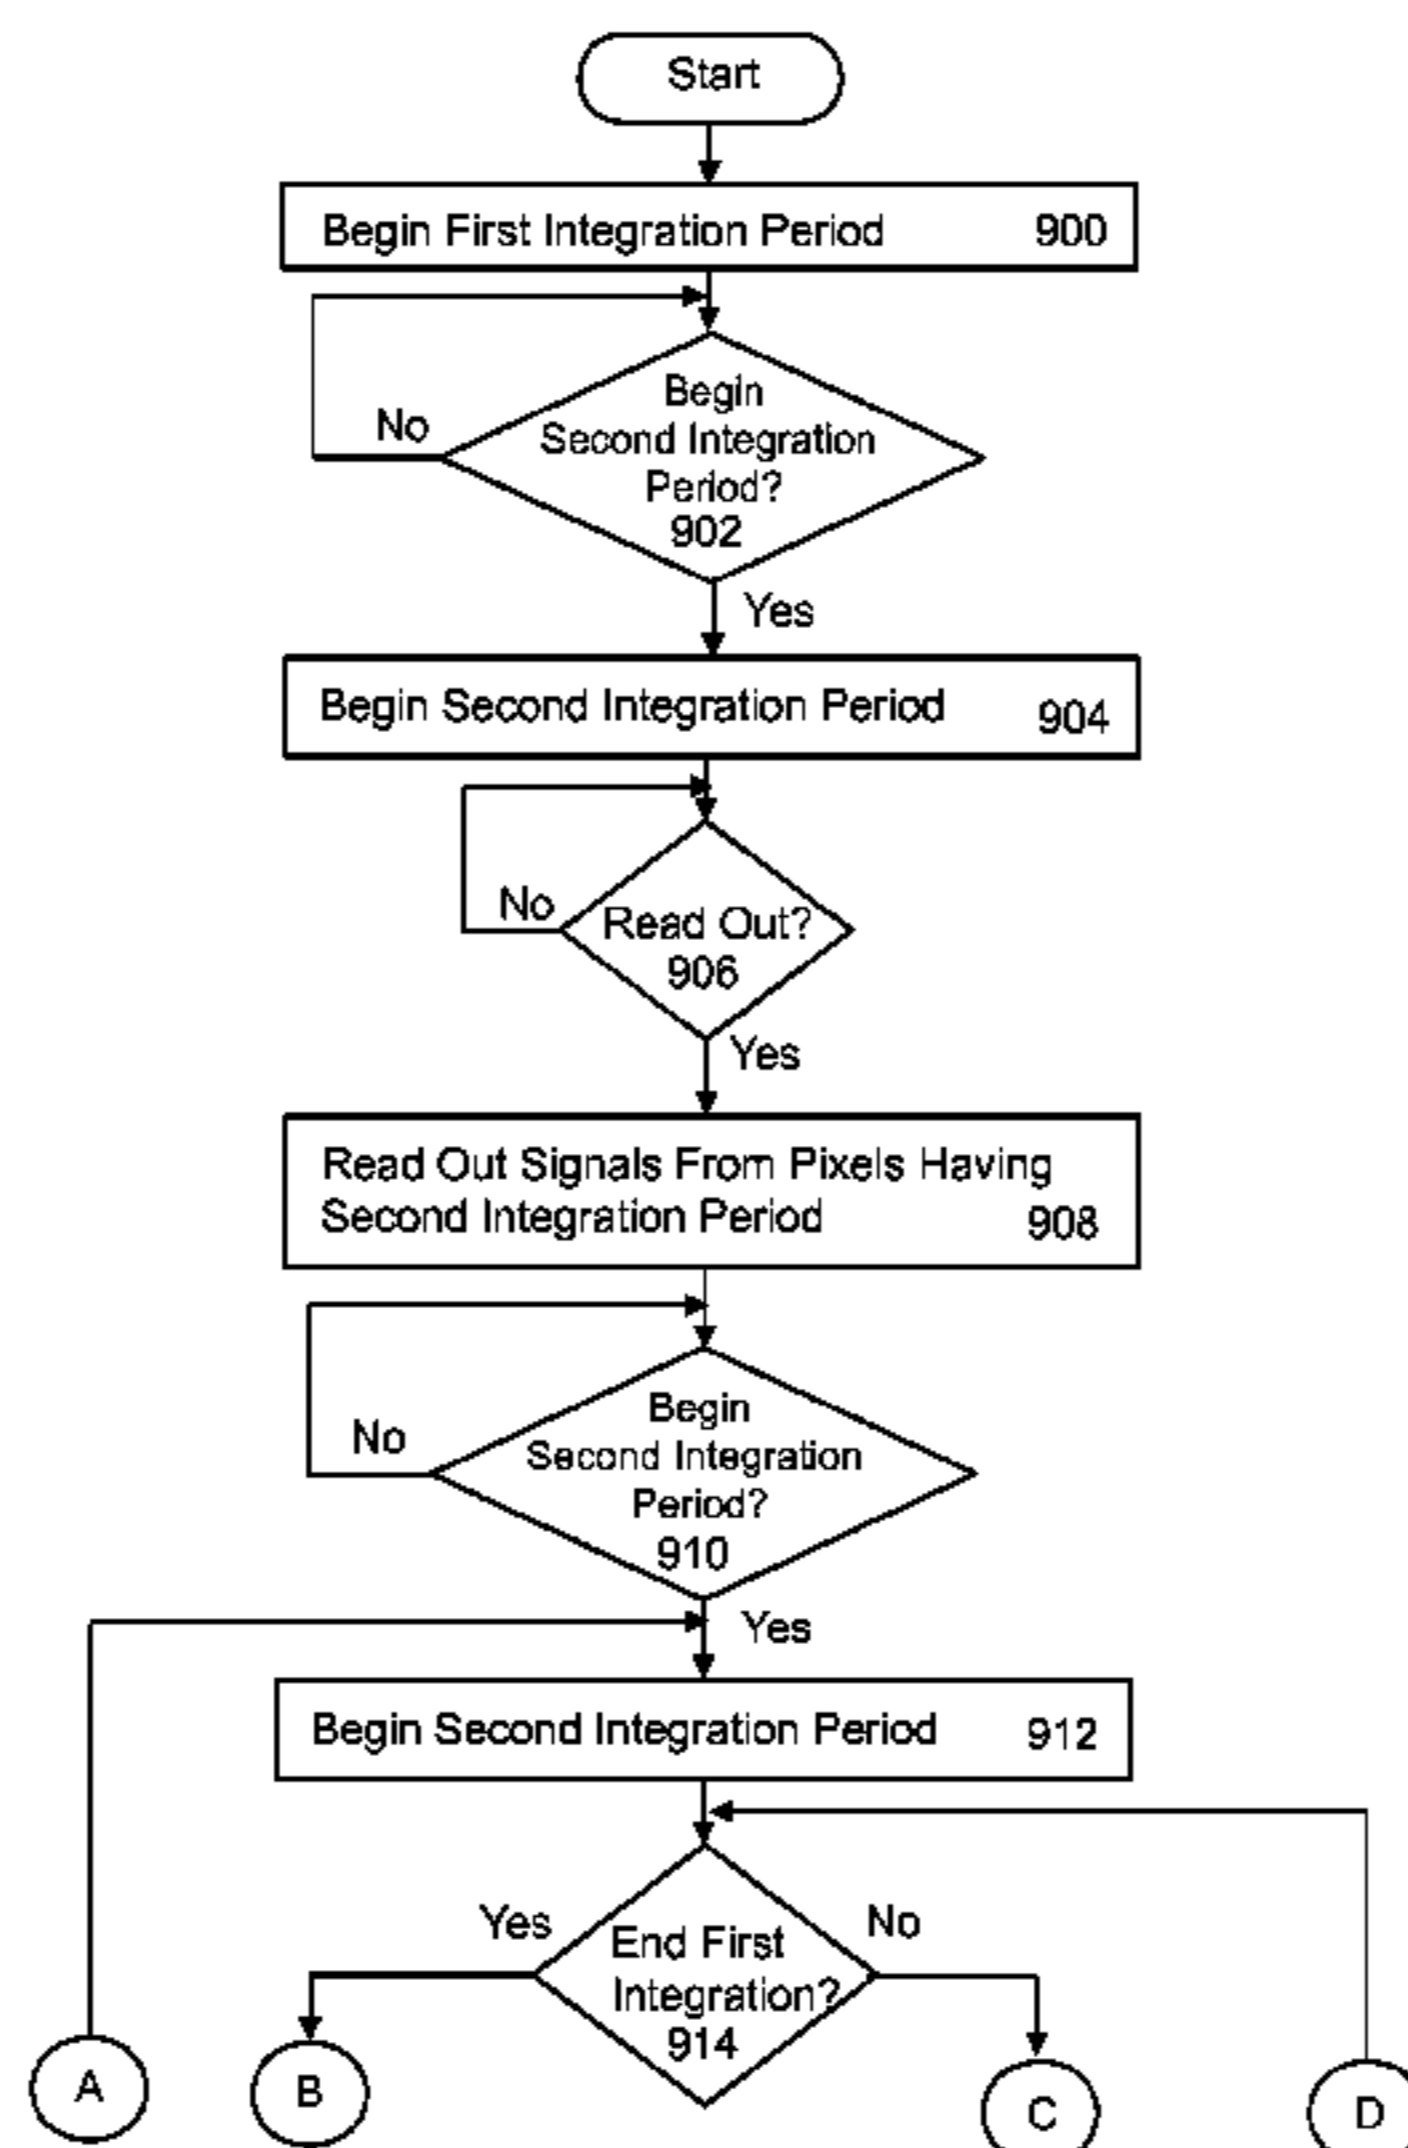 Start
Begin First Integration Period 900
Begin
Second Integration
Period?
902
No
Yes
Begin Second Integration Period 904
No
Read Out?
906
Yes
Read Out Signals From Pixels Having
Second Integration Period 908
Begin
Second Integration
Period?
910
No
Yes
Begin Second Integration Period 912
Yes
No
End First
Integration?
914
A
B
C
D